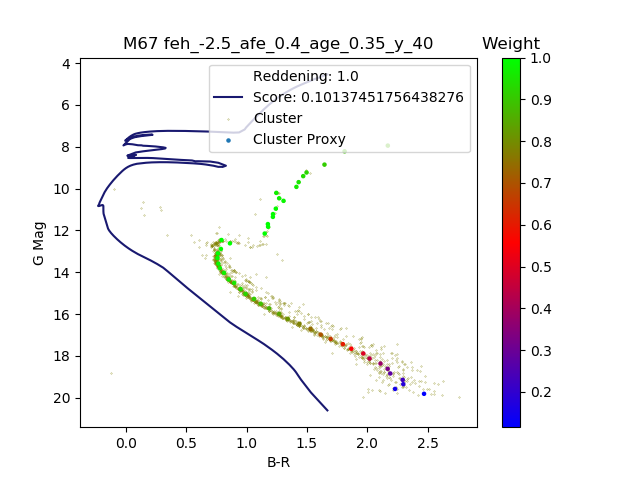 M67 feh_-2.5_afe_0.4_age_0.35_y_40
Weight
Reddening: 1.0
Score: 0.10137451756438276
Cluster
Cluster Proxy
4
6
8
10
12
14
16
18
20
G Mag
0.0 0.5 1.0 1.5 2.0 2.5
B-R
1.0
0.9
0.8
0.7
0.6
0.5
0.4
0.3
0.2